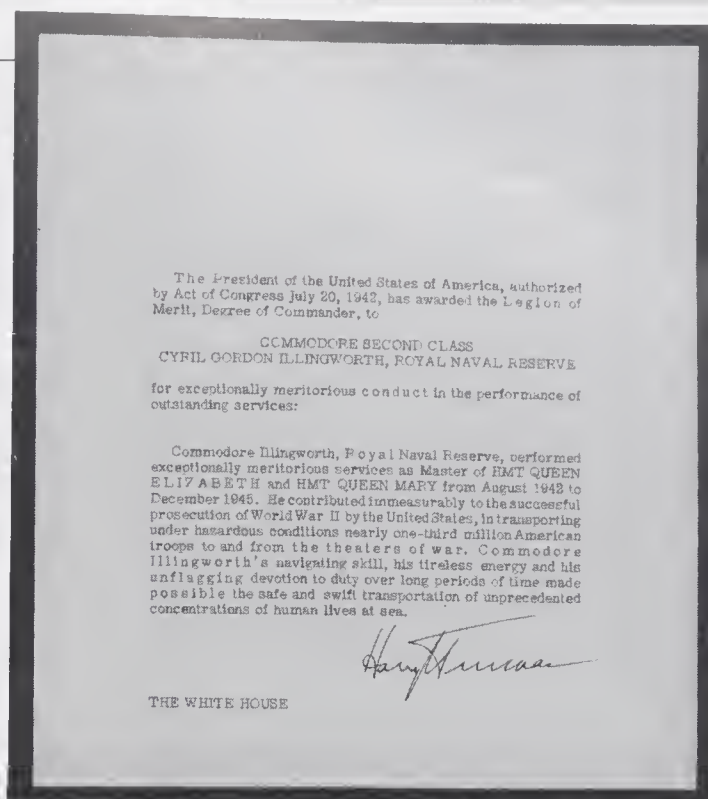 The President of the United States of America, authorized
by Act of Congress July 20, 1942, has awarded the Legion of
Merit, Degree of Commander, to
COMMODORE SECOND CLASS
CYRIL GORDON ILLINGWORTH, ROYAL NAVAL RESERVE
for exceptionally meritorious conduct in the performance of
outstanding services:
Commodore Illingworth, Royal Naval Reserve, performed
exceptionally meritorious services as Master of HMT QUEEN
ELIZABETH and HMT QUEEN MARY from August 1942 to
December 1945. He contributed immeasurably to the successful
prosecution of World War II by the United States, in transporting
under hazardous conditions nearly one-third million American
troops to and from the theaters of war. Commodore
Illingworth's navigating skill, his tireless energy and his
unflagging devotion to duty over long periods of time made
possible the safe and swift transportation of unprecedented
concentrations of human lives at sea.
Harry Truman
THE WHITE HOUSE